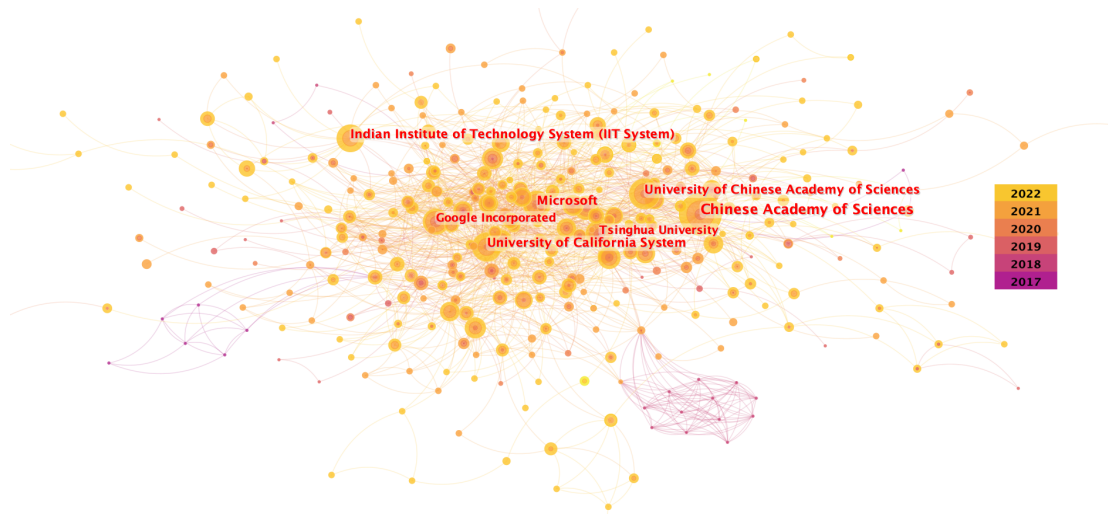 Indian Institute of Technology System (IIT System)
University of Chinese Academy of Sciences
Microsoft
Chinese Academy of Sciences
Google Incorporated
Tsinghua University
University of California System
2022
2021
2020
2019
2018
2017